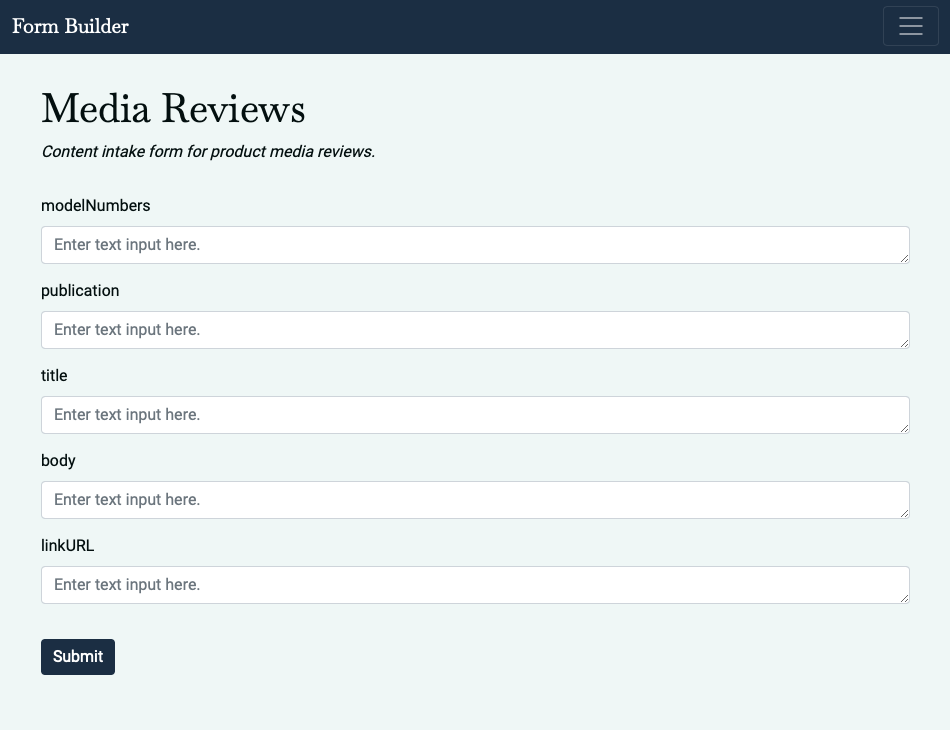 Form Builder
Media Reviews
Content intake form for product media reviews.
modelNumbers
Enter text input here.
publication
Enter text input here.
title
Enter text input here.
body
Enter text input here.
linkURL
Enter text input here.
Submit